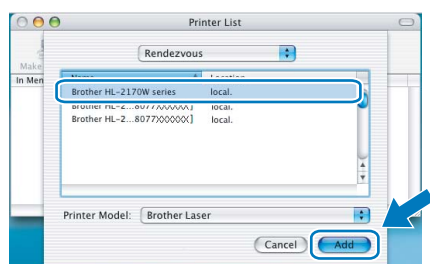 Printer List
Rendezvous
Make
In Men
Name Location
Brother HL-2170W series local.
Brother HL-2...8077XXXXXX] local.
Brother HL-2...8077XXXXXX] local.
Printer Model: Brother Laser
Cancel Add